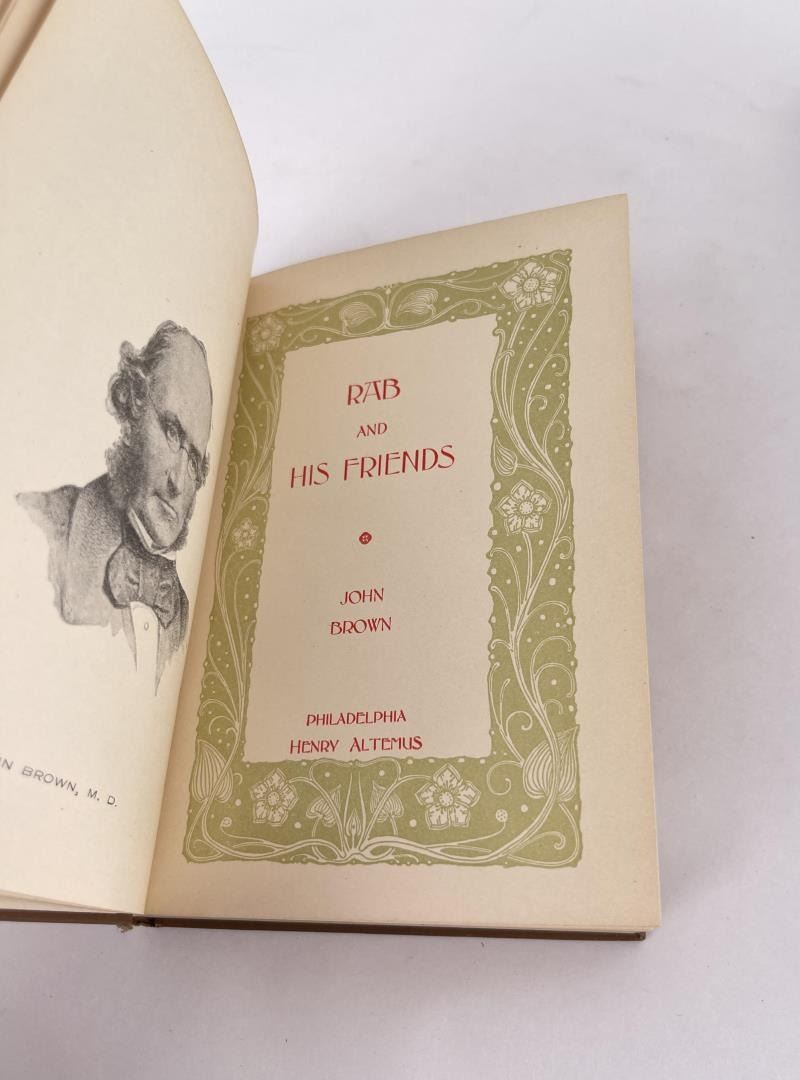 RAB
AND
HIS FRIENDS
JOHN
BROWN
PHILADELPHIA
HENRY ALTEMUS
BROWN, M. D.